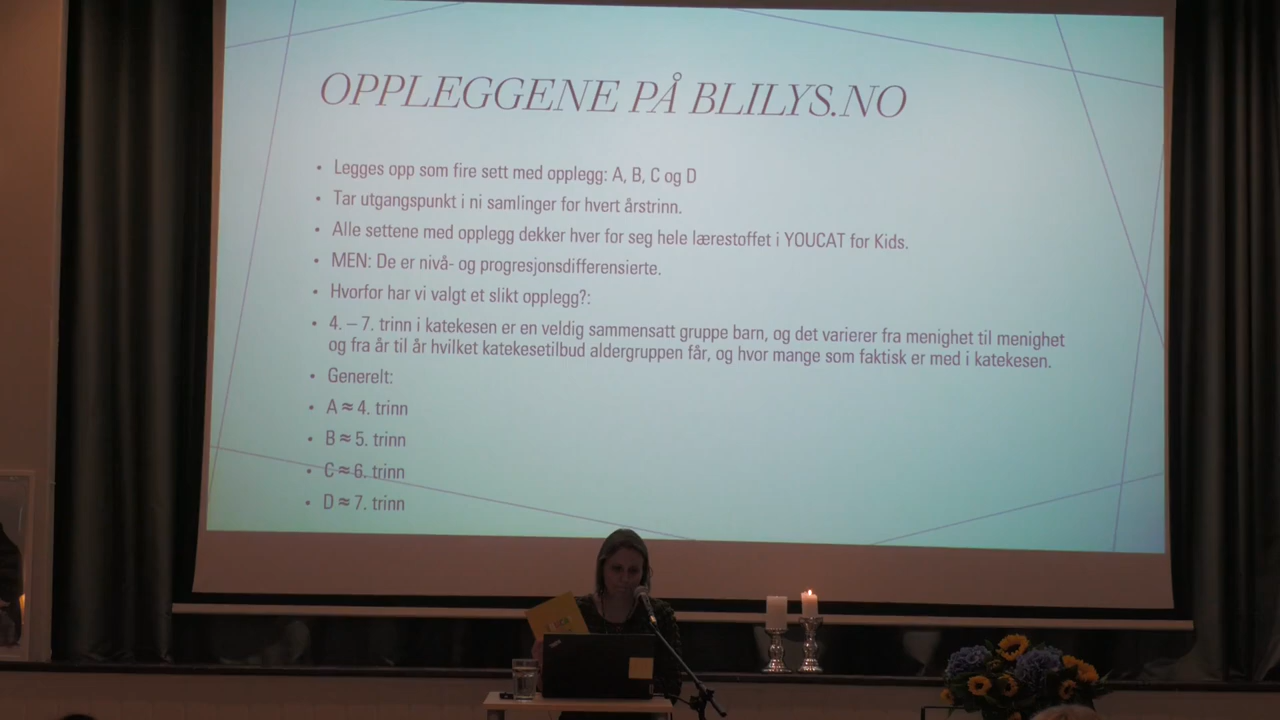 OPPLEGGENE PÅ BLILYS.NO
• Legges opp som fire sett med opplegg: A, B, C og D
• Tar utgangspunkt i ni samlinger for hvert årstrinn.
• Alle settene med opplegg dekker hver for seg hele lærestoffet i YOUCAT for Kids.
• MEN: De er nivå- og progresjonsdifferensierte.
• Hvorfor har vi valgt et slikt opplegg?:
• 4. – 7. trinn i katekesen er en veldig sammensatt gruppe barn, og det varierer fra menighet til menighet
og fra år til år hvilket katekesetilbud aldergruppen får, og hvor mange som faktisk er med i katekesen.
• Generelt:
• A ≈ 4. trinn
• B ≈ 5. trinn
• C ≈ 6. trinn
• D ≈ 7. trinn